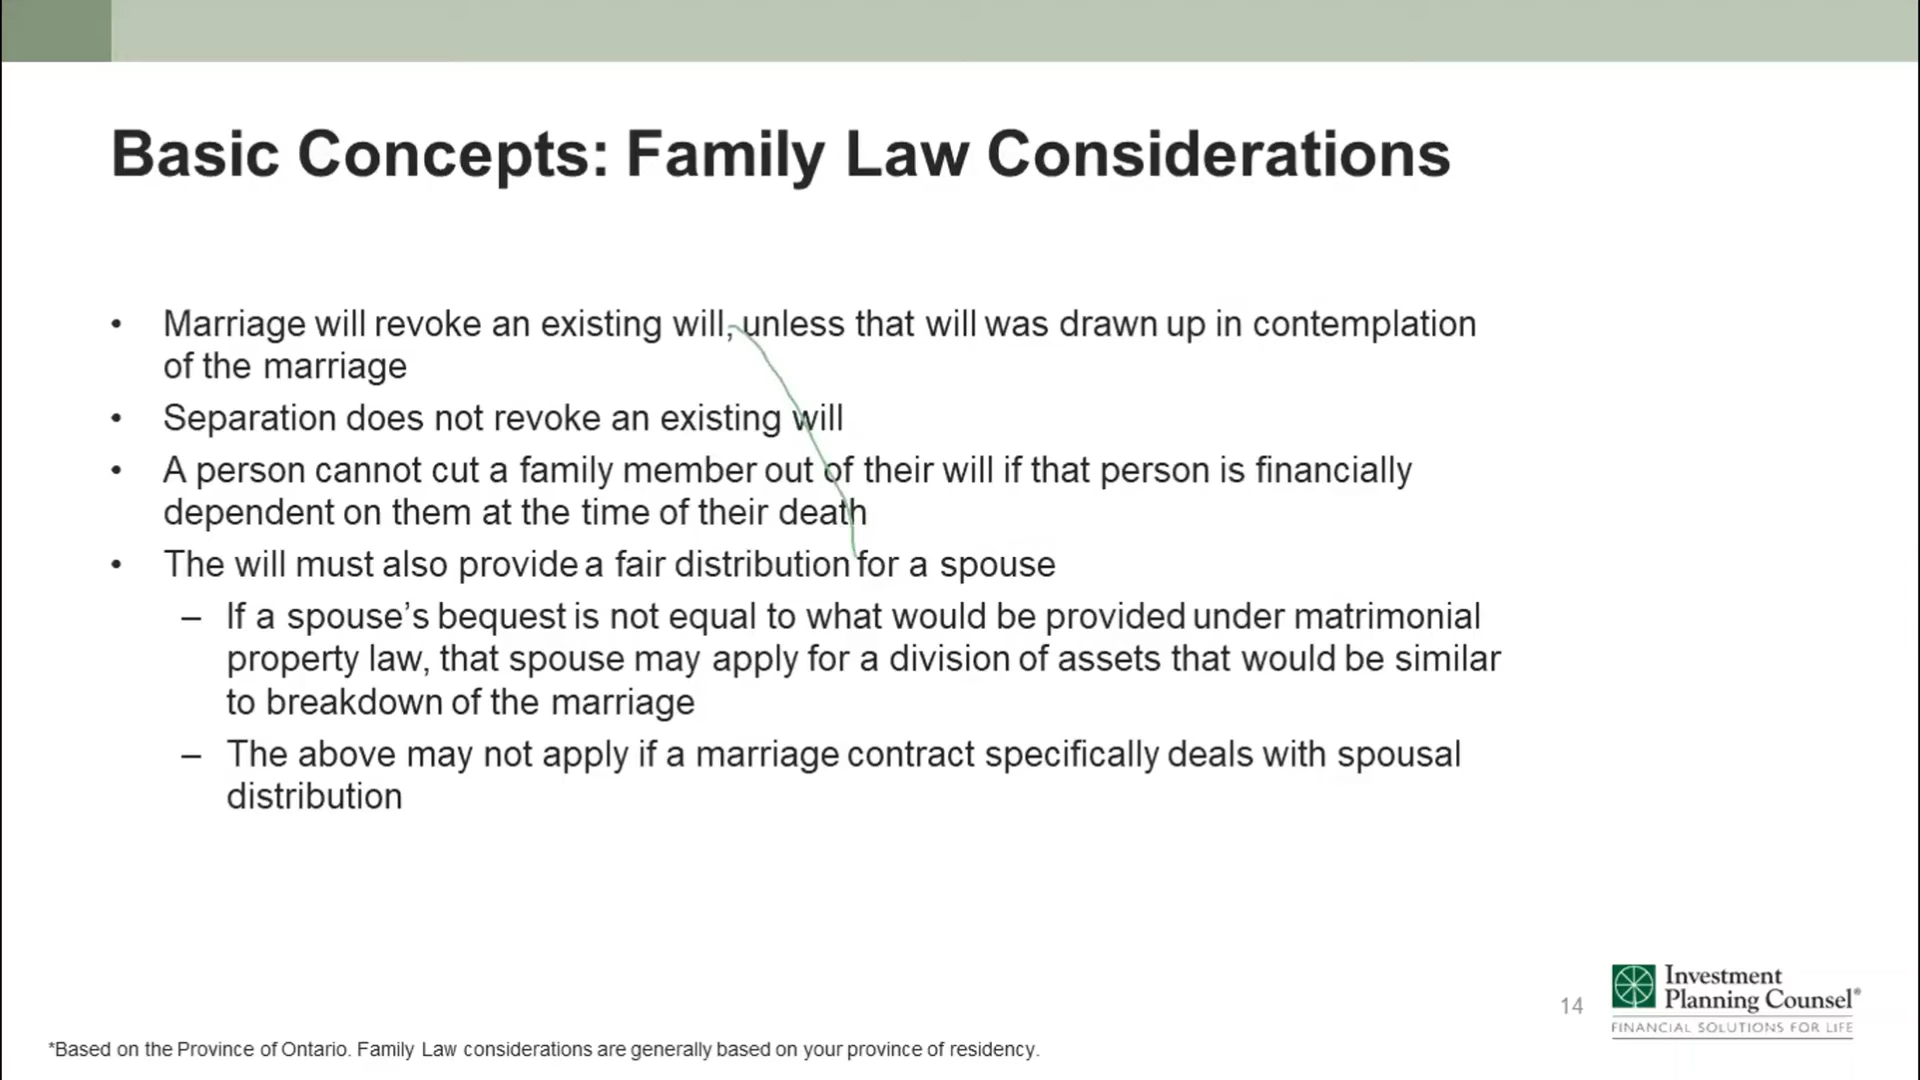 Basic Concepts: Family Law Considerations
• Marriage will revoke an existing will, unless that will was drawn up in contemplation
of the marriage
• Separation does not revoke an existing will
• A person cannot cut a family member out of their will if that person is financially
dependent on them at the time of their death
• The will must also provide a fair distribution for a spouse
– If a spouse’s bequest is not equal to what would be provided under matrimonial
property law, that spouse may apply for a division of assets that would be similar
to breakdown of the marriage
– The above may not apply if a marriage contract specifically deals with spousal
distribution
14
Investment
Planning Counsel®
FINANCIAL SOLUTIONS FOR LIFE
*Based on the Province of Ontario. Family Law considerations are generally based on your province of residency.